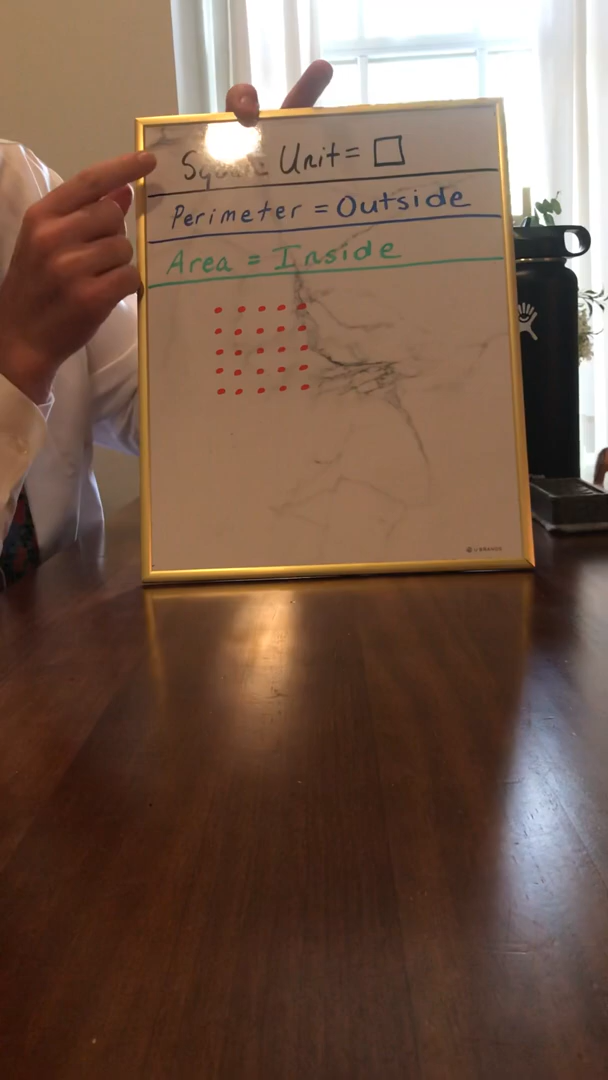 Unit = □
Perimeter = Outside
Area = Inside